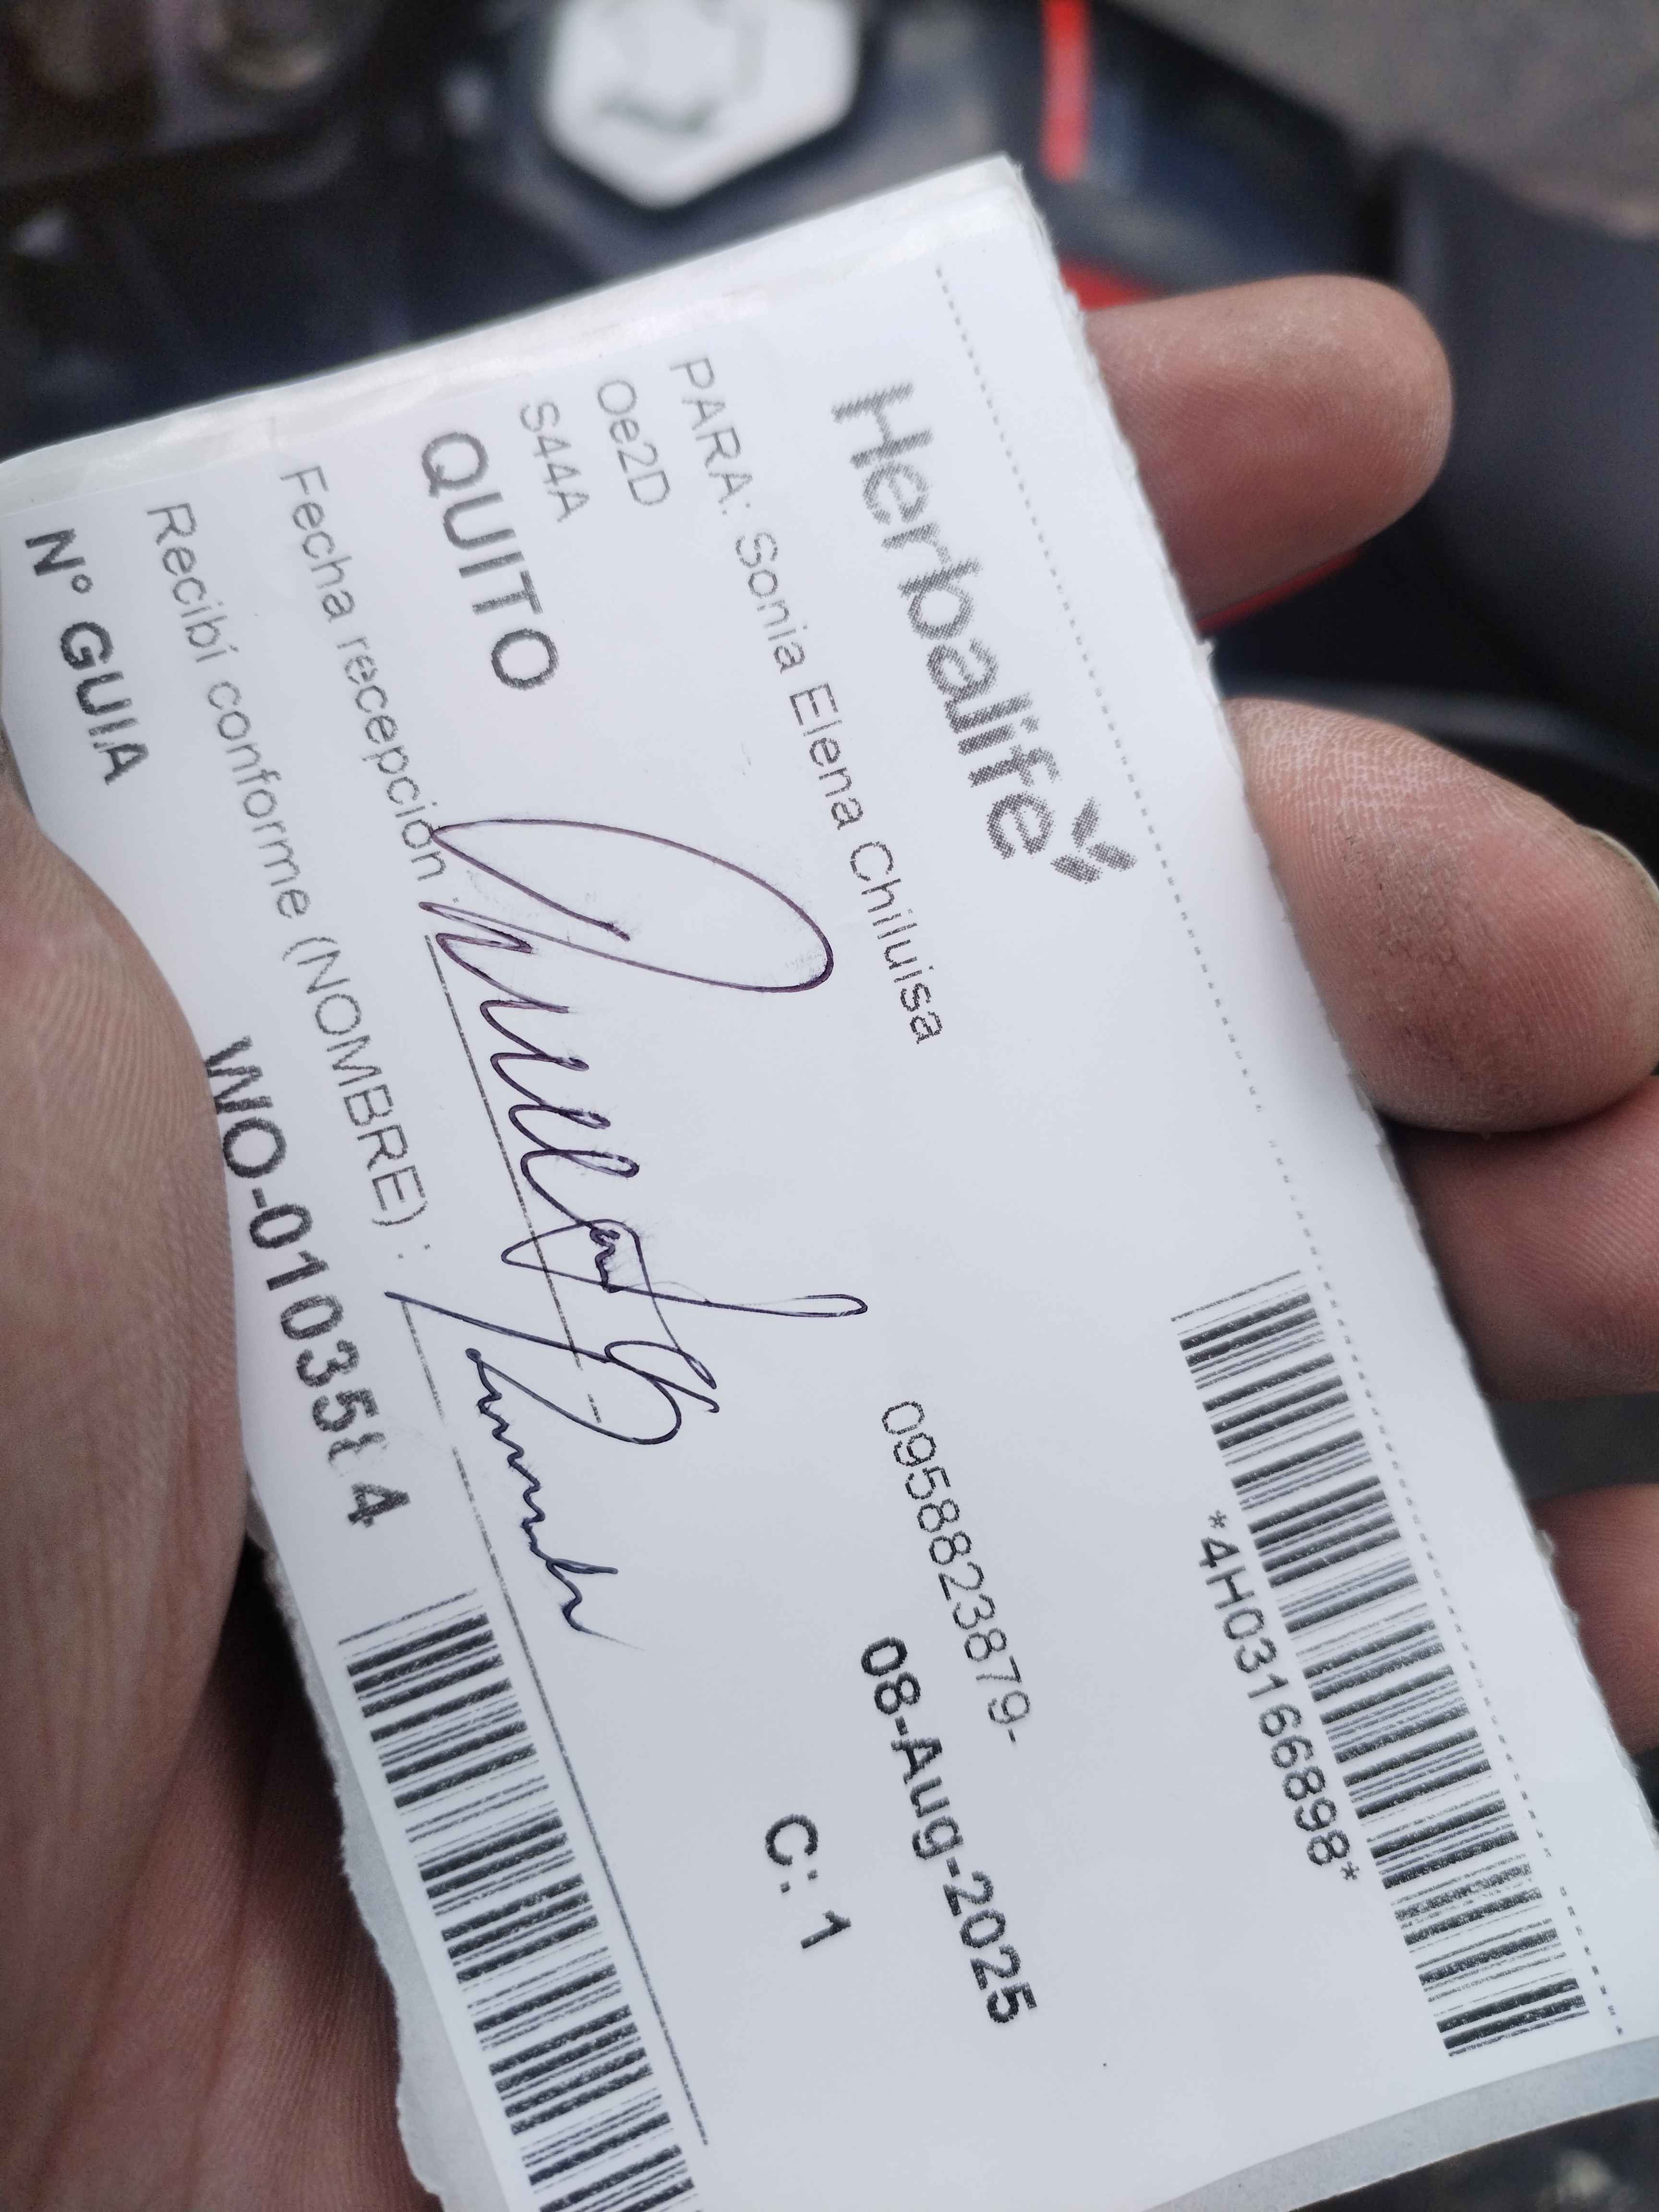 *4H03166898*
Herbalife
PARA: Sonia Elena Chiluisa
0958823879-
Oe2D
08-Aug-2025
S44A
QUITO
C: 1
Fecha recepción :
Recibí conforme (NOMBRE) :
N° GUIA